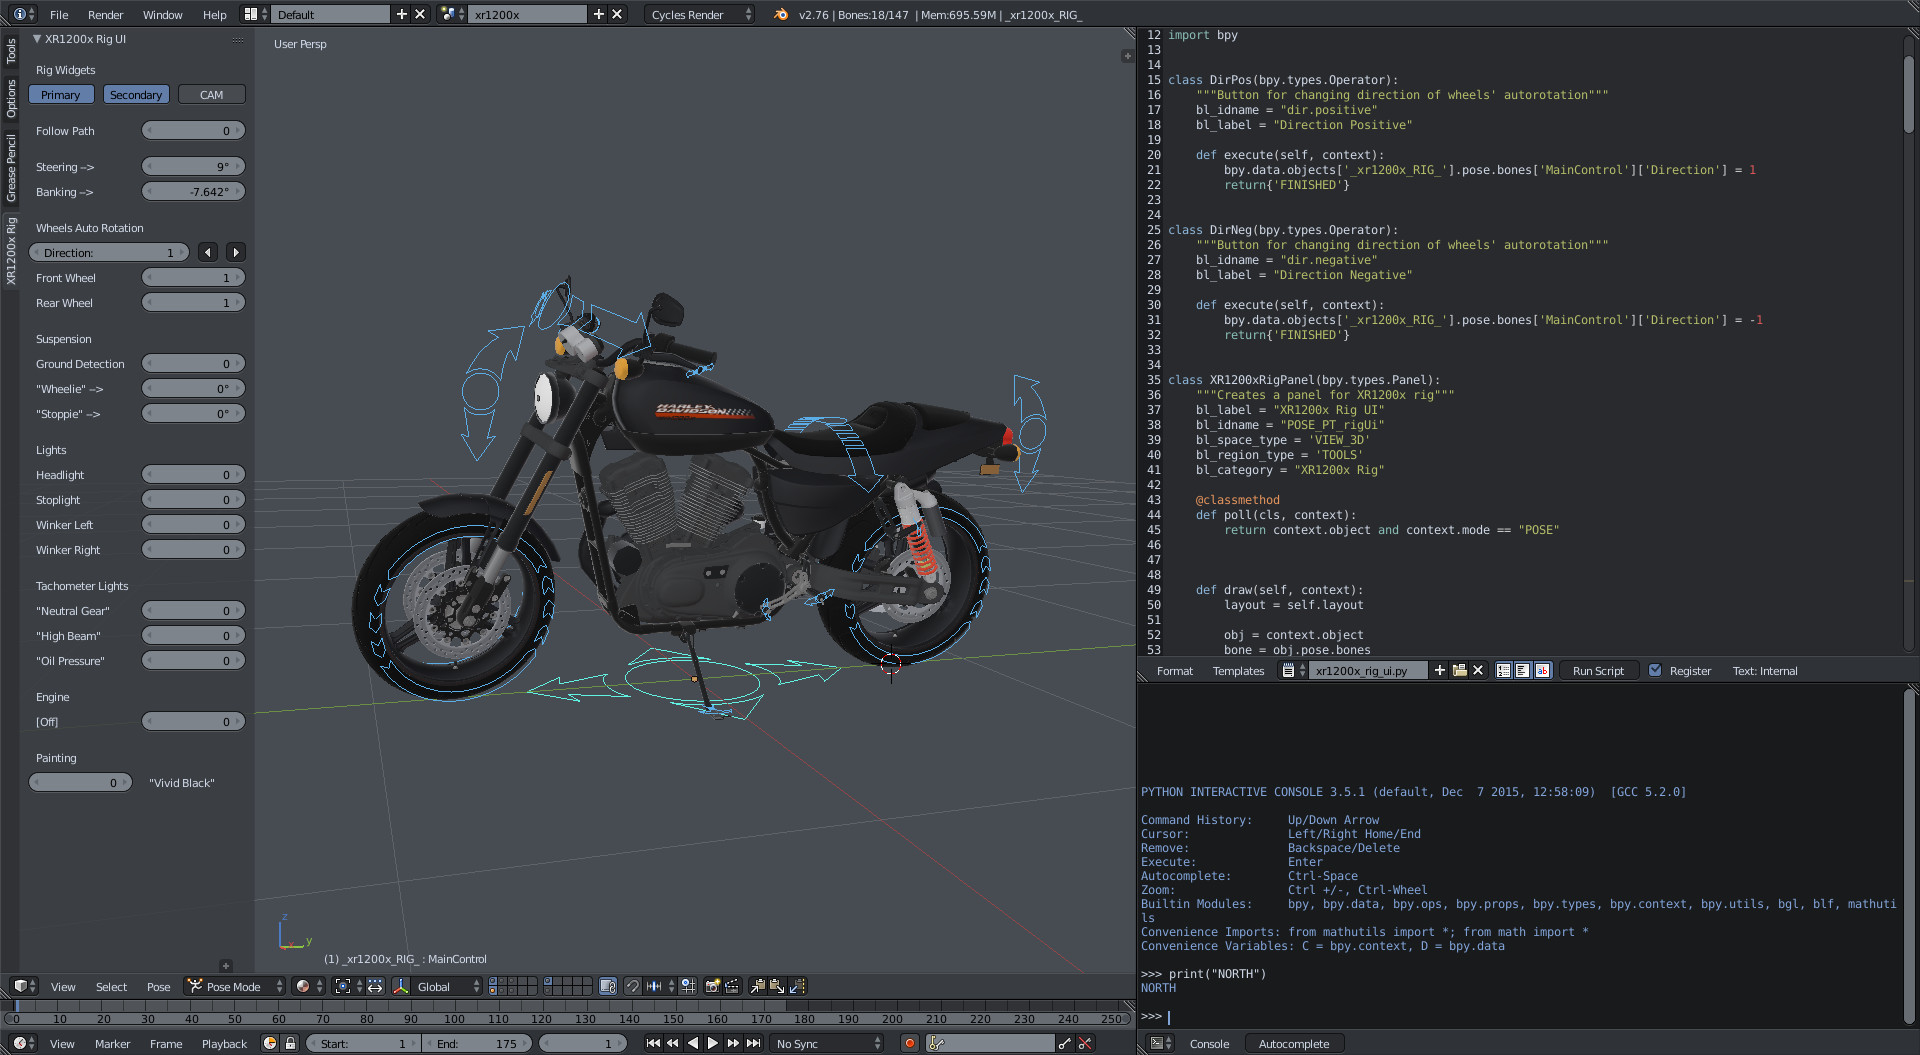 File Render Window Help Default xr1200x Cycles Render v2.76 | Bones:18/147 | Mem:695.59M | _xr1200x_RIG_
Tools
Options
Grease Pencil
XR1200x Rig
XR1200x Rig UI
Rig Widgets
Primary Secondary CAM
Follow Path 0
Steering --> 9°
Banking --> -7.642°
Wheels Auto Rotation
Direction: 1
Front Wheel 1
Rear Wheel 1
Suspension
Ground Detection 0
"Wheelie" --> 0°
"Stoppie" --> 0°
Lights
Headlight 0
Stoplight 0
Winker Left 0
Winker Right 0
Tachometer Lights
"Neutral Gear" 0
"High Beam" 0
"Oil Pressure" 0
Engine
[Off] 0
Painting
0 "Vivid Black"
User Persp
HARLEY-
DAVIDSON
z
y
(1) _xr1200x_RIG_ : MainControl
View Select Pose Pose Mode Global
0 10 20 30 40 50 60 70 80 90 100 110 120 130 140 150 160 170 180 190 200 210 220 230 240 250
View Marker Frame Playback Start: 1 End: 175 1 No Sync
12 import bpy
13
14
15 class DirPos(bpy.types.Operator):
16 """Button for changing direction of wheels' autorotation"""
17 bl_idname = "dir.positive"
18 bl_label = "Direction Positive"
19
20 def execute(self, context):
21 bpy.data.objects['_xr1200x_RIG_'].pose.bones['MainControl']['Direction'] = 1
22 return{'FINISHED'}
23
24
25 class DirNeg(bpy.types.Operator):
26 """Button for changing direction of wheels' autorotation"""
27 bl_idname = "dir.negative"
28 bl_label = "Direction Negative"
29
30 def execute(self, context):
31 bpy.data.objects['_xr1200x_RIG_'].pose.bones['MainControl']['Direction'] = -1
32 return{'FINISHED'}
33
34
35 class XR1200xRigPanel(bpy.types.Panel):
36 """Creates a panel for XR1200x rig"""
37 bl_label = "XR1200x Rig UI"
38 bl_idname = "POSE_PT_rigUi"
39 bl_space_type = 'VIEW_3D'
40 bl_region_type = 'TOOLS'
41 bl_category = "XR1200x Rig"
42
43 @classmethod
44 def poll(cls, context):
45 return context.object and context.mode == "POSE"
46
47
48
49 def draw(self, context):
50 layout = self.layout
51
52 obj = context.object
53 bone = obj.pose.bones
Format Templates xr1200x_rig_ui.py Run Script Register Text: Internal
PYTHON INTERACTIVE CONSOLE 3.5.1 (default, Dec  7 2015, 12:58:09)  [GCC 5.2.0]
Command History: Up/Down Arrow
Cursor: Left/Right Home/End
Remove: Backspace/Delete
Execute: Enter
Autocomplete: Ctrl-Space
Zoom: Ctrl +/-, Ctrl-Wheel
Builtin Modules: bpy, bpy.data, bpy.ops, bpy.props, bpy.types, bpy.context, bpy.utils, bgl, blf, mathuti
ls
Convenience Imports: from mathutils import *; from math import *
Convenience Variables: C = bpy.context, D = bpy.data
>>> print("NORTH")
NORTH
>>>
Console Autocomplete